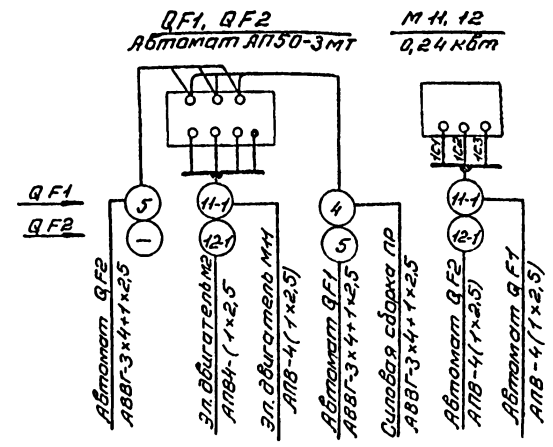 QF1, QF2
Автомат АП50-3МТ
М 11, 12
0,24 квт
1С1
1С2
1С3
QF1
QF2
5
—
11-1
12-1
4
5
11-1
12-1
Автомат QF2
АВВГ-3×4+1×2,5
Эл. двигатель М2
АПВ4-(1×2,5
Эл. двигатель М11
АПВ-4(1×2,5)
Автомат QF1
АВВГ-3×4+1×2,5
Силовая сборка ПР
АВВГ-3×4+1×2,5
Автомат QF2
АПВ-4(1×2,5)
Автомат QF1
АПВ-4(1×2,5)